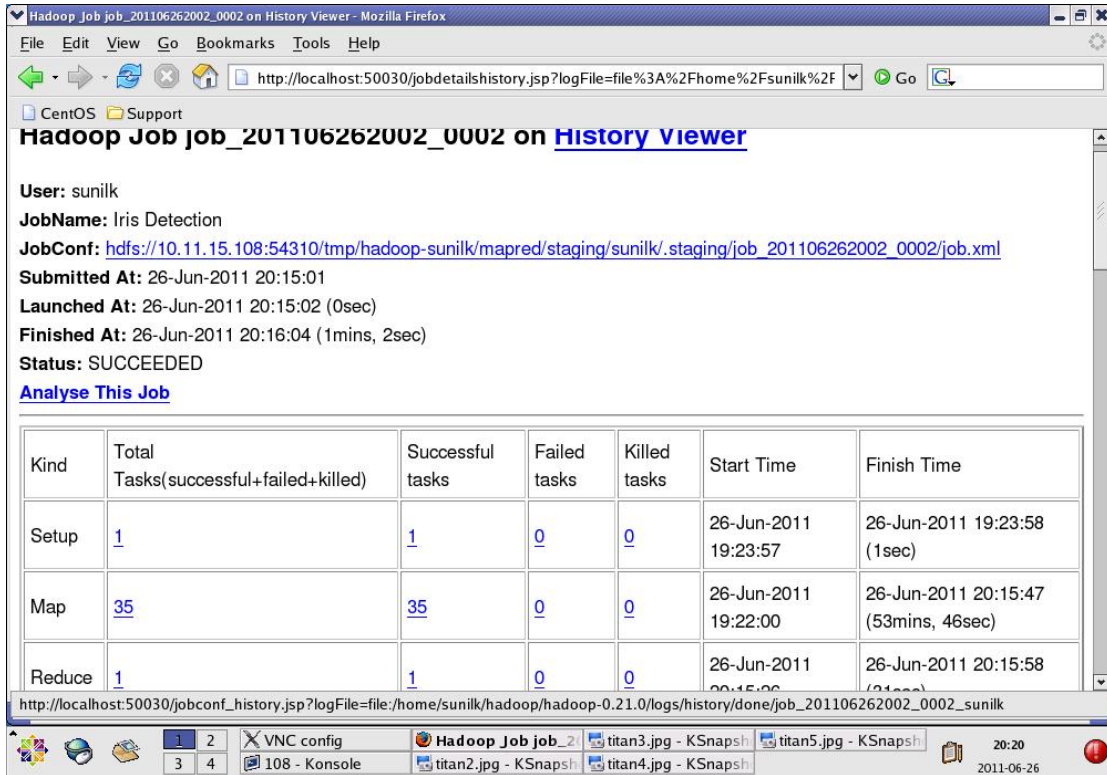 Hadoop Job job_201106262002_0002 on History Viewer - Mozilla Firefox
File Edit View Go Bookmarks Tools Help
http://localhost:50030/jobdetailshistory.jsp?logFile=file%3A%2Fhome%2Fsunilk%2F Go
CentOS Support
Hadoop Job job_201106262002_0002 on History Viewer
User: sunilk
JobName: Iris Detection
JobConf: hdfs://10.11.15.108:54310/tmp/hadoop-sunilk/mapred/staging/sunilk/.staging/job_201106262002_0002/job.xml
Submitted At: 26-Jun-2011 20:15:01
Launched At: 26-Jun-2011 20:15:02 (0sec)
Finished At: 26-Jun-2011 20:16:04 (1mins, 2sec)
Status: SUCCEEDED
Analyse This Job
Kind
Total
Tasks(successful+failed+killed)
Successful
tasks
Failed
tasks
Killed
tasks
Start Time
Finish Time
Setup 1 1 0 0
26-Jun-2011
19:23:57
26-Jun-2011 19:23:58
(1sec)
Map 35 35 0 0
26-Jun-2011
19:22:00
26-Jun-2011 20:15:47
(53mins, 46sec)
Reduce 1 1 0 0
26-Jun-2011
26-Jun-2011 20:15:58
http://localhost:50030/jobconf_history.jsp?logFile=file:/home/sunilk/hadoop/hadoop-0.21.0/logs/history/done/job_201106262002_0002_sunilk
1 2
3 4
VNC config
108 - Konsole
Hadoop Job job_2
titan2.jpg - KSnapsh
titan3.jpg - KSnapsh
titan4.jpg - KSnapsh
titan5.jpg - KSnapsh
20:20
2011-06-26